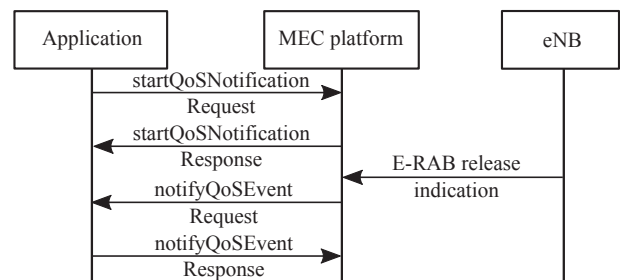 Application
MEC platform
eNB
startQoSNotification
Request
startQoSNotification
Response
E-RAB release
indication
notifyQoSEvent
Request
notifyQoSEvent
Response